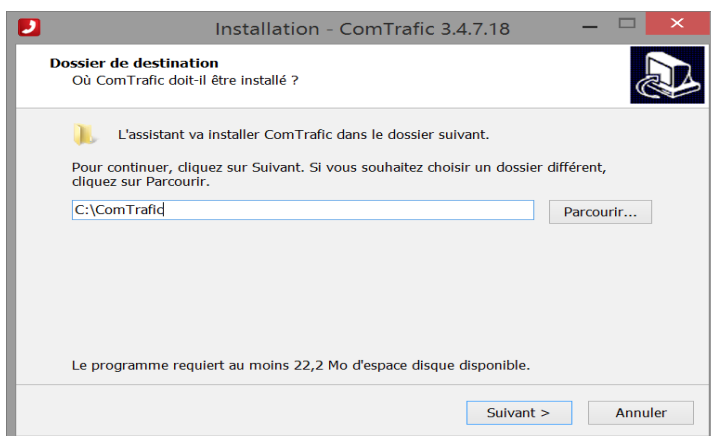 Installation - ComTrafic 3.4.7.18
Dossier de destination
Où ComTrafic doit-il être installé ?
L'assistant va installer ComTrafic dans le dossier suivant.
Pour continuer, cliquez sur Suivant. Si vous souhaitez choisir un dossier différent,
cliquez sur Parcourir.
C:\ComTrafic
Parcourir...
Le programme requiert au moins 22,2 Mo d'espace disque disponible.
Suivant >
Annuler